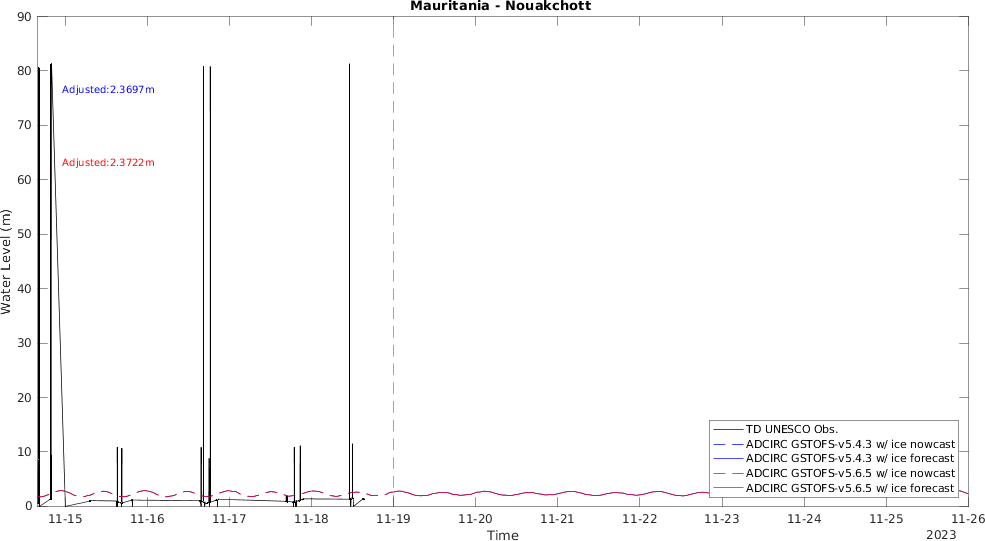 Mauritania - Nouakchott
90
80
70
60
50
40
30
20
10
0
Water Level (m)
Adjusted:2.3697m
Adjusted:2.3722m
TD UNESCO Obs.
ADCIRC GSTOFS-v5.4.3 w/ ice nowcast
ADCIRC GSTOFS-v5.4.3 w/ ice forecast
ADCIRC GSTOFS-v5.6.5 w/ ice nowcast
ADCIRC GSTOFS-v5.6.5 w/ ice forecast
11-15 11-16 11-17 11-18 11-19 11-20 11-21 11-22 11-23 11-24 11-25 11-26
Time
2023